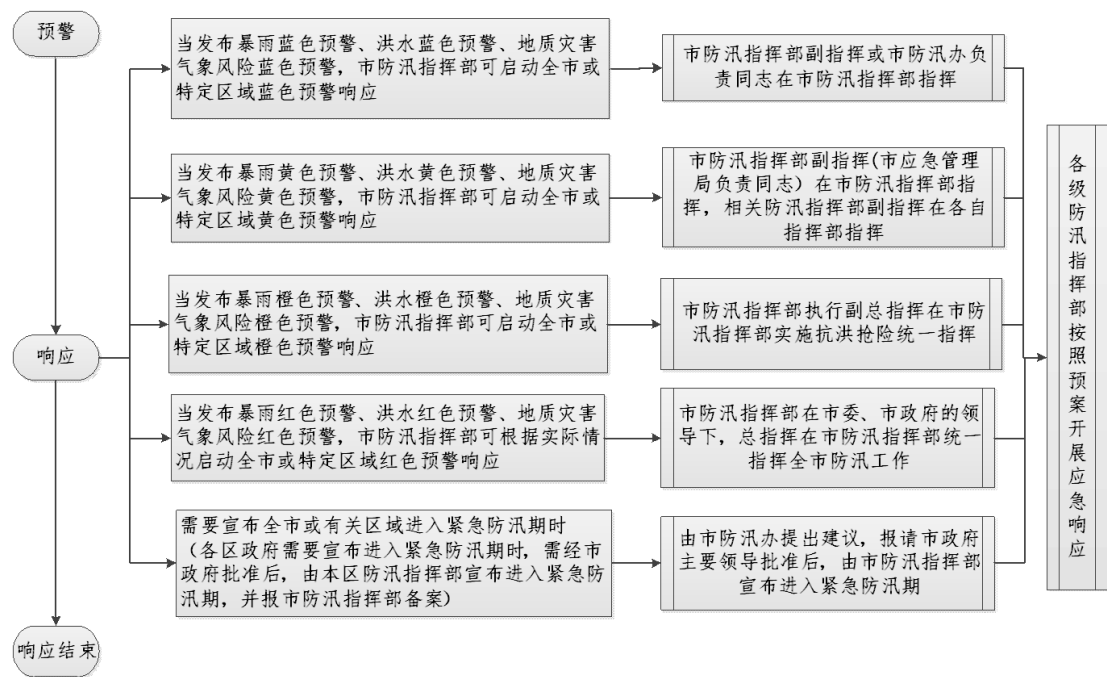 预警
当发布暴雨蓝色预警、洪水蓝色预警、地质灾害
气象风险蓝色预警，市防汛指挥部可启动全市或
特定区域蓝色预警响应
市防汛指挥部副指挥或市防汛办负
责同志在市防汛指挥部指挥
当发布暴雨黄色预警、洪水黄色预警、地质灾害
气象风险黄色预警，市防汛指挥部可启动全市或
特定区域黄色预警响应
市防汛指挥部副指挥(市应急管理
局负责同志）在市防汛指挥部指
挥，相关防汛指挥部副指挥在各自
指挥部指挥
响应
当发布暴雨橙色预警、洪水橙色预警、地质灾害
气象风险橙色预警，市防汛指挥部可启动全市或
特定区域橙色预警响应
市防汛指挥部执行副总指挥在市防
汛指挥部实施抗洪抢险统一指挥
当发布暴雨红色预警、洪水红色预警、地质灾害
气象风险红色预警，市防汛指挥部可根据实际情
况启动全市或特定区域红色预警响应
市防汛指挥部在市委、市政府的领
导下，总指挥在市防汛指挥部统一
指挥全市防汛工作
需要宣布全市或有关区域进入紧急防汛期时
（各区政府需要宣布进入紧急防汛期时，需经市
政府批准后，由本区防汛指挥部宣布进入紧急防
汛期，并报市防汛指挥部备案）
由市防汛办提出建议，报请市政府
主要领导批准后，由市防汛指挥部
宣布进入紧急防汛期
各级防汛指挥部按照预案开展应急响应
响应结束